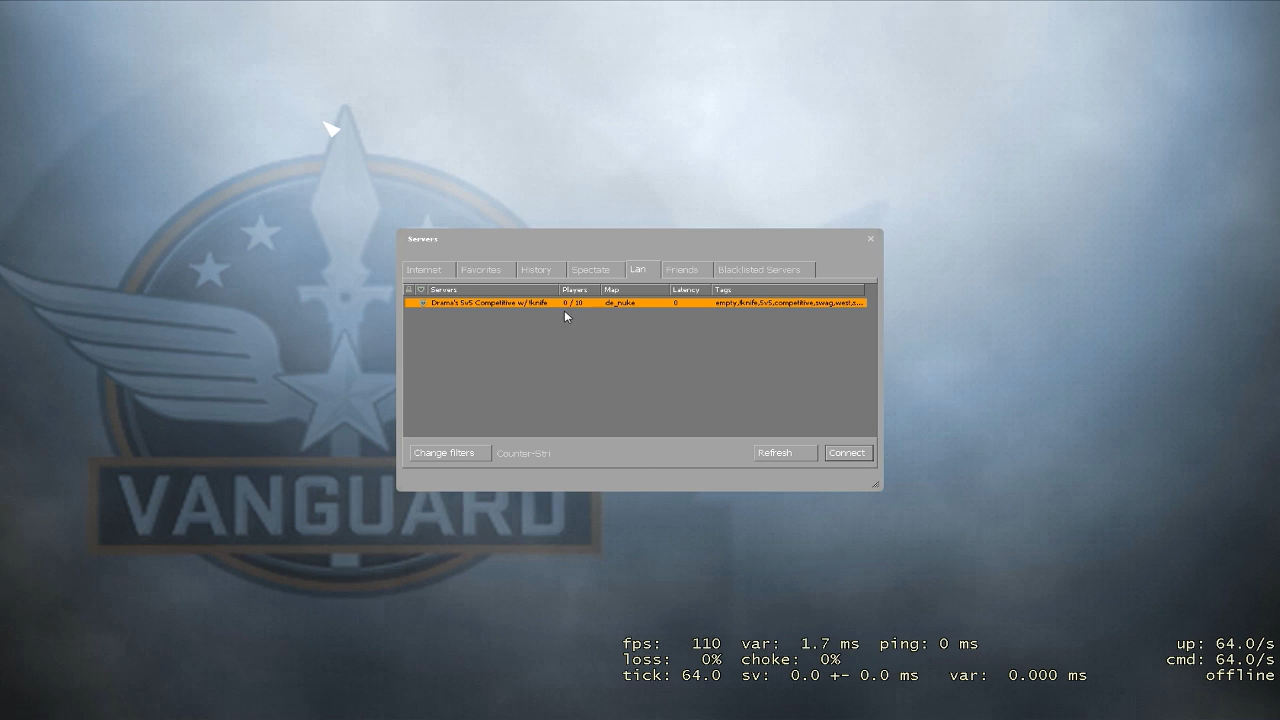 Servers
Internet Favorites History Spectate Lan Friends Blacklisted Servers
Servers Players Map Latency Tags
Drama's 5v5 Competitive w/ !knife 0 / 10 de_nuke 0 empty,!knife,5v5,competitive,swag,west,s...
Change filters Counter-Stri Refresh Connect
VANGUARD
fps: 110 var: 1.7 ms ping: 0 ms up: 64.0/s
loss: 0% choke: 0% cmd: 64.0/s
tick: 64.0 sv: 0.0 +- 0.0 ms var: 0.000 ms offline